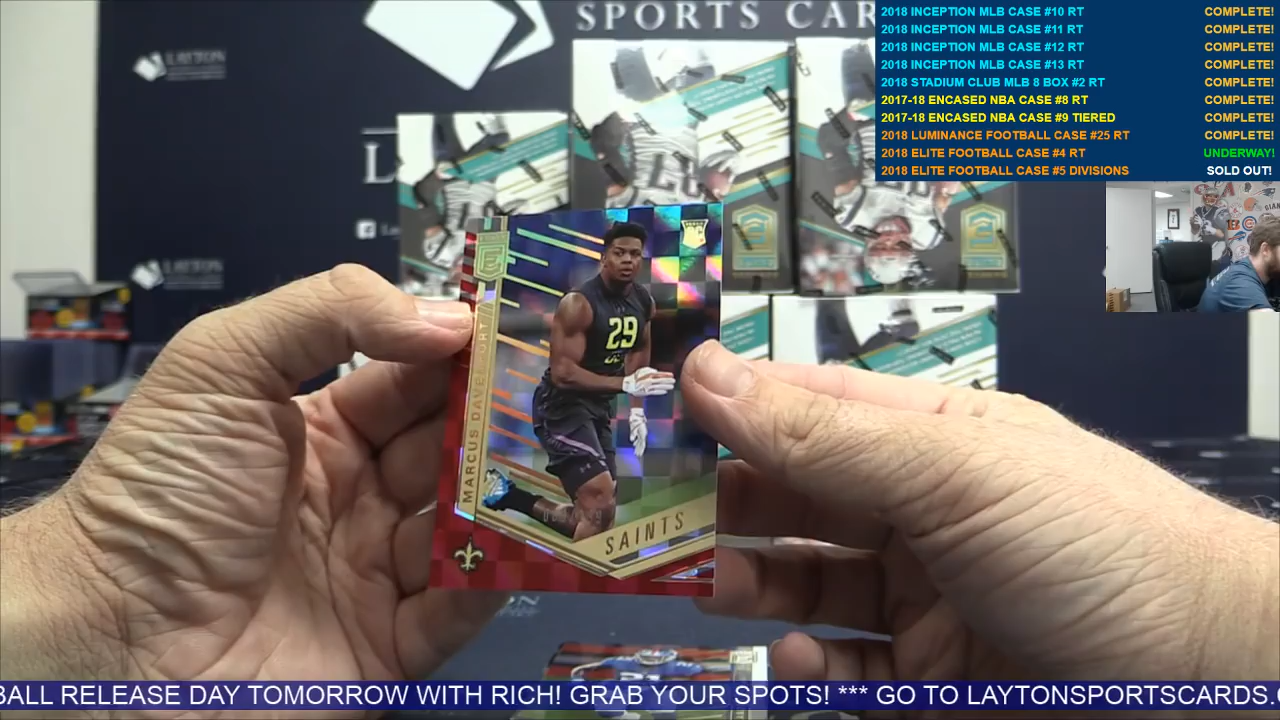 SPORTS CAR
2018 INCEPTION MLB CASE #10 RT COMPLETE!
2018 INCEPTION MLB CASE #11 RT COMPLETE!
2018 INCEPTION MLB CASE #12 RT COMPLETE!
2018 INCEPTION MLB CASE #13 RT COMPLETE!
2018 STADIUM CLUB MLB 8 BOX #2 RT COMPLETE!
2017-18 ENCASED NBA CASE #8 RT COMPLETE!
2017-18 ENCASED NBA CASE #9 TIERED COMPLETE!
2018 LUMINANCE FOOTBALL CASE #25 RT COMPLETE!
2018 ELITE FOOTBALL CASE #4 RT UNDERWAY!
2018 ELITE FOOTBALL CASE #5 DIVISIONS SOLD OUT!
LAYTON
L
LAYTON
29
MARCUS DAVENPORT
SAINTS
BALL RELEASE DAY TOMORROW WITH RICH! GRAB YOUR SPOTS! *** GO TO LAYTONSPORTSCARDS.